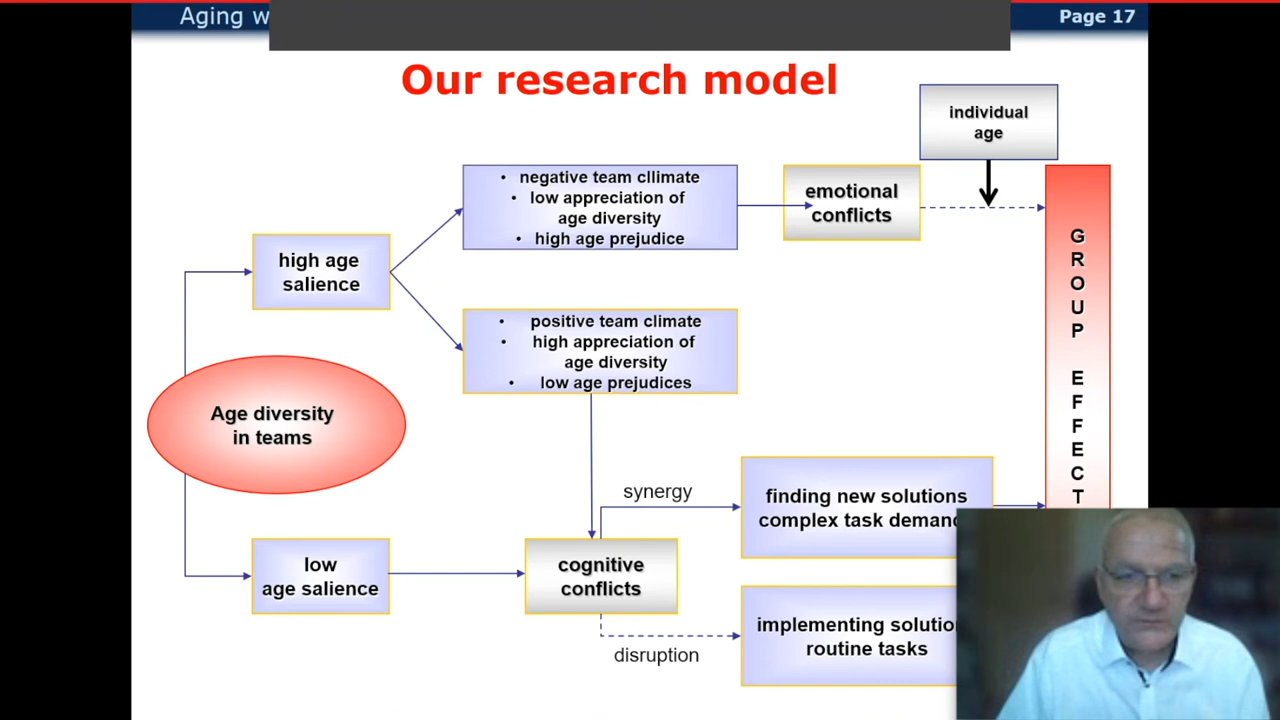 Aging
Page 17
Our research model
individual
age
• negative team cllimate
• low appreciation of
age diversity
• high age prejudice
emotional
conflicts
high age
salience
• positive team climate
• high appreciation of
age diversity
• low age prejudices
Age diversity
in teams
synergy
finding new solutions
complex task
low
age salience
cognitive
conflicts
disruption
implementing
routine tasks
GROUP EFFECT